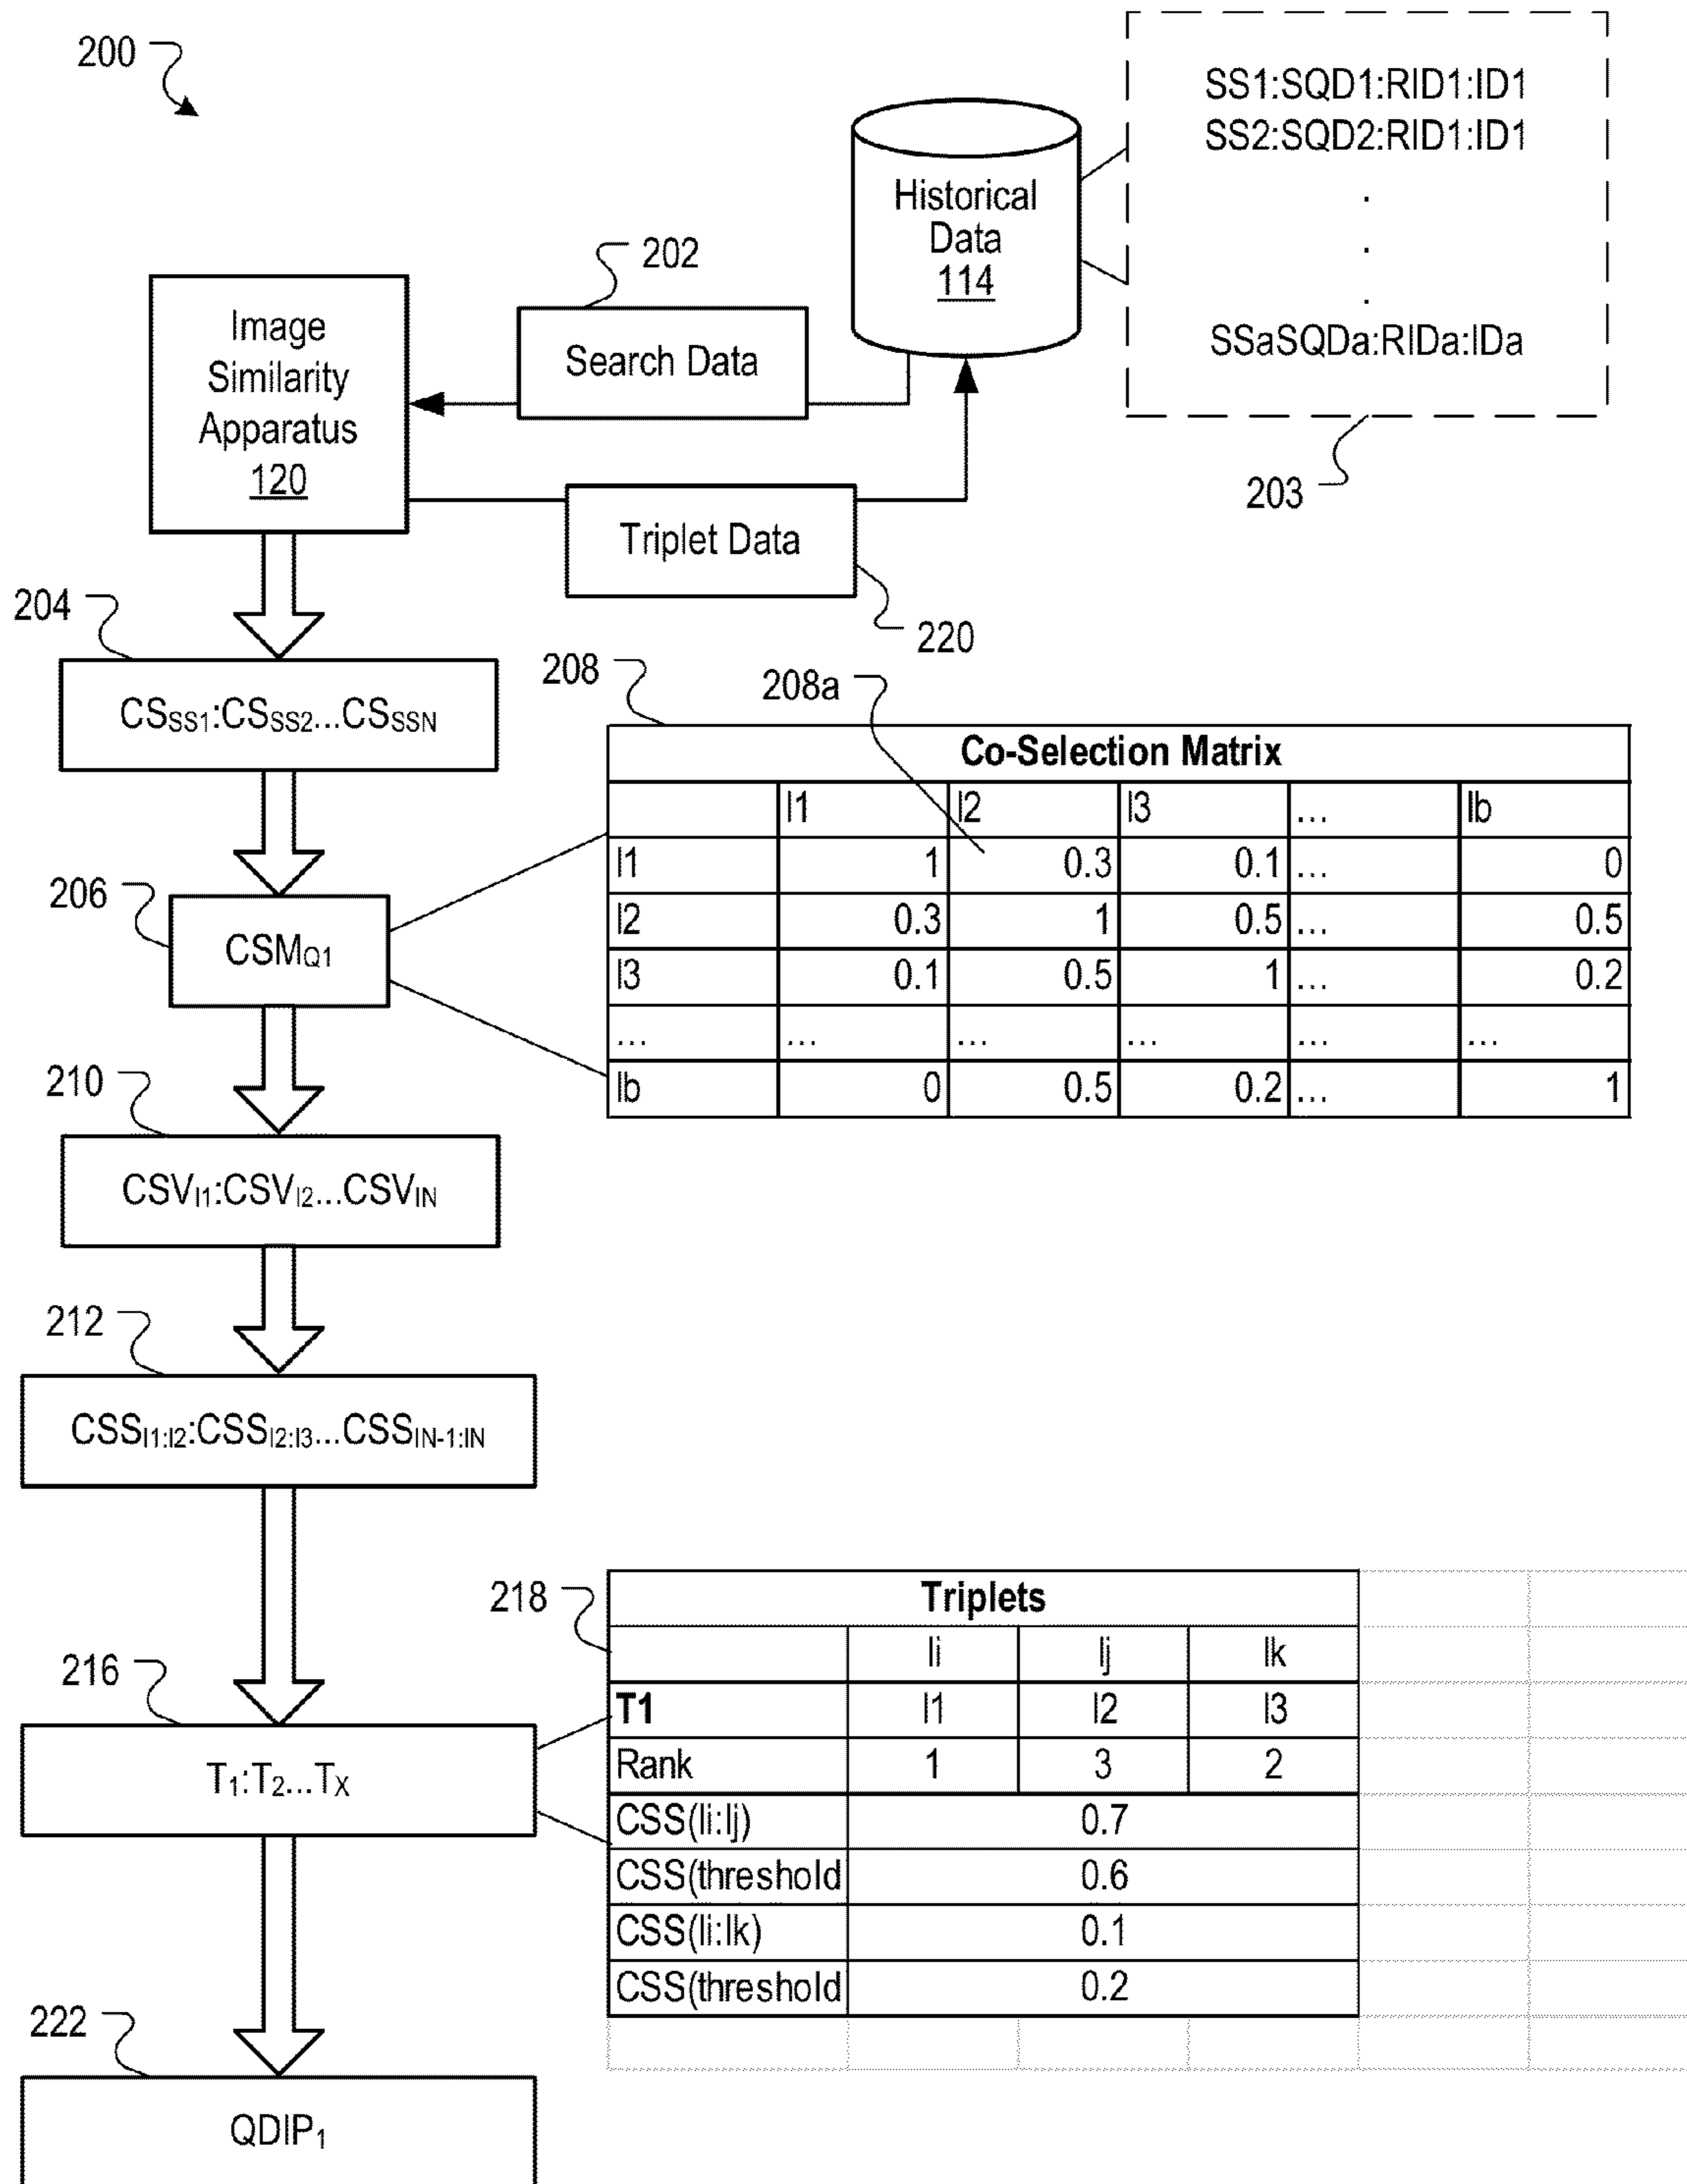 200
SS1:SQD1:RID1:ID1
SS2:SQD2:RID1:ID1
.
.
.
SSaSQDa:RIDa:IDa
203
Historical
Data
114
202
Search Data
Image
Similarity
Apparatus
120
Triplet Data
220
204
CSSS1:CSSS2...CSSSN
208
208a
Co-Selection Matrix
I1 I2 I3 ... Ib
I1 1 0.3 0.1 ... 0
I2 0.3 1 0.5 ... 0.5
I3 0.1 0.5 1 ... 0.2
... ... ... ... ... ...
Ib 0 0.5 0.2 ... 1
206
CSMQ1
210
CSVI1:CSVI2...CSVIN
212
CSSI1:I2:CSSI2:I3...CSSIN-1:IN
218
Triplets
Ii Ij Ik
T1 I1 I2 I3
Rank 1 3 2
CSS(Ii:Ij) 0.7
CSS(threshold 0.6
CSS(Ii:Ik) 0.1
CSS(threshold 0.2
216
T1:T2...TX
222
QDIP1